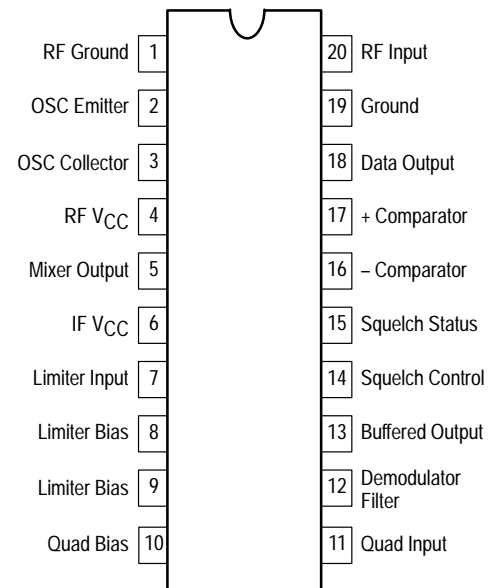 RF Ground 1
20 RF Input
OSC Emitter 2
19 Ground
OSC Collector 3
18 Data Output
RF VCC 4
17 + Comparator
Mixer Output 5
16 – Comparator
IF VCC 6
15 Squelch Status
Limiter Input 7
14 Squelch Control
Limiter Bias 8
13 Buffered Output
Limiter Bias 9
12 Demodulator
Filter
Quad Bias 10
11 Quad Input